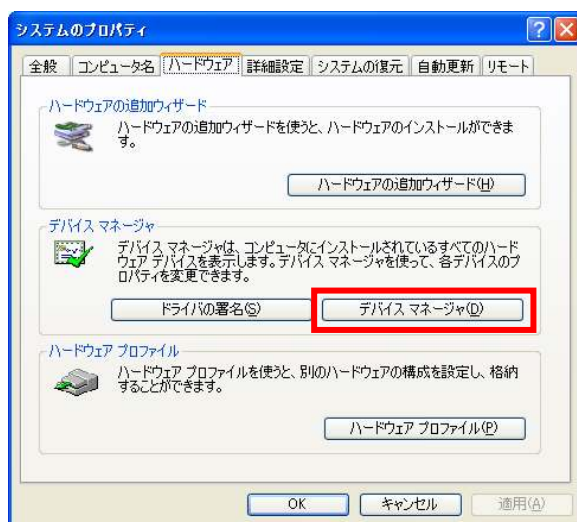 システムのプロパティ
全般 コンピュータ名 ハードウェア 詳細設定 システムの復元 自動更新 リモート
ハードウェアの追加ウィザード
ハードウェアの追加ウィザードを使うと、ハードウェアのインストールができま
す。
ハードウェアの追加ウィザード(H)
デバイス マネージャ
デバイス マネージャは、コンピュータにインストールされているすべてのハード
ウェア デバイスを表示します。デバイス マネージャを使って、各デバイスのプ
ロパティを変更できます。
ドライバの署名(S) デバイス マネージャ(D)
ハードウェア プロファイル
ハードウェア プロファイルを使うと、別のハードウェアの構成を設定し、格納
することができます。
ハードウェア プロファイル(P)
OK キャンセル 適用(A)